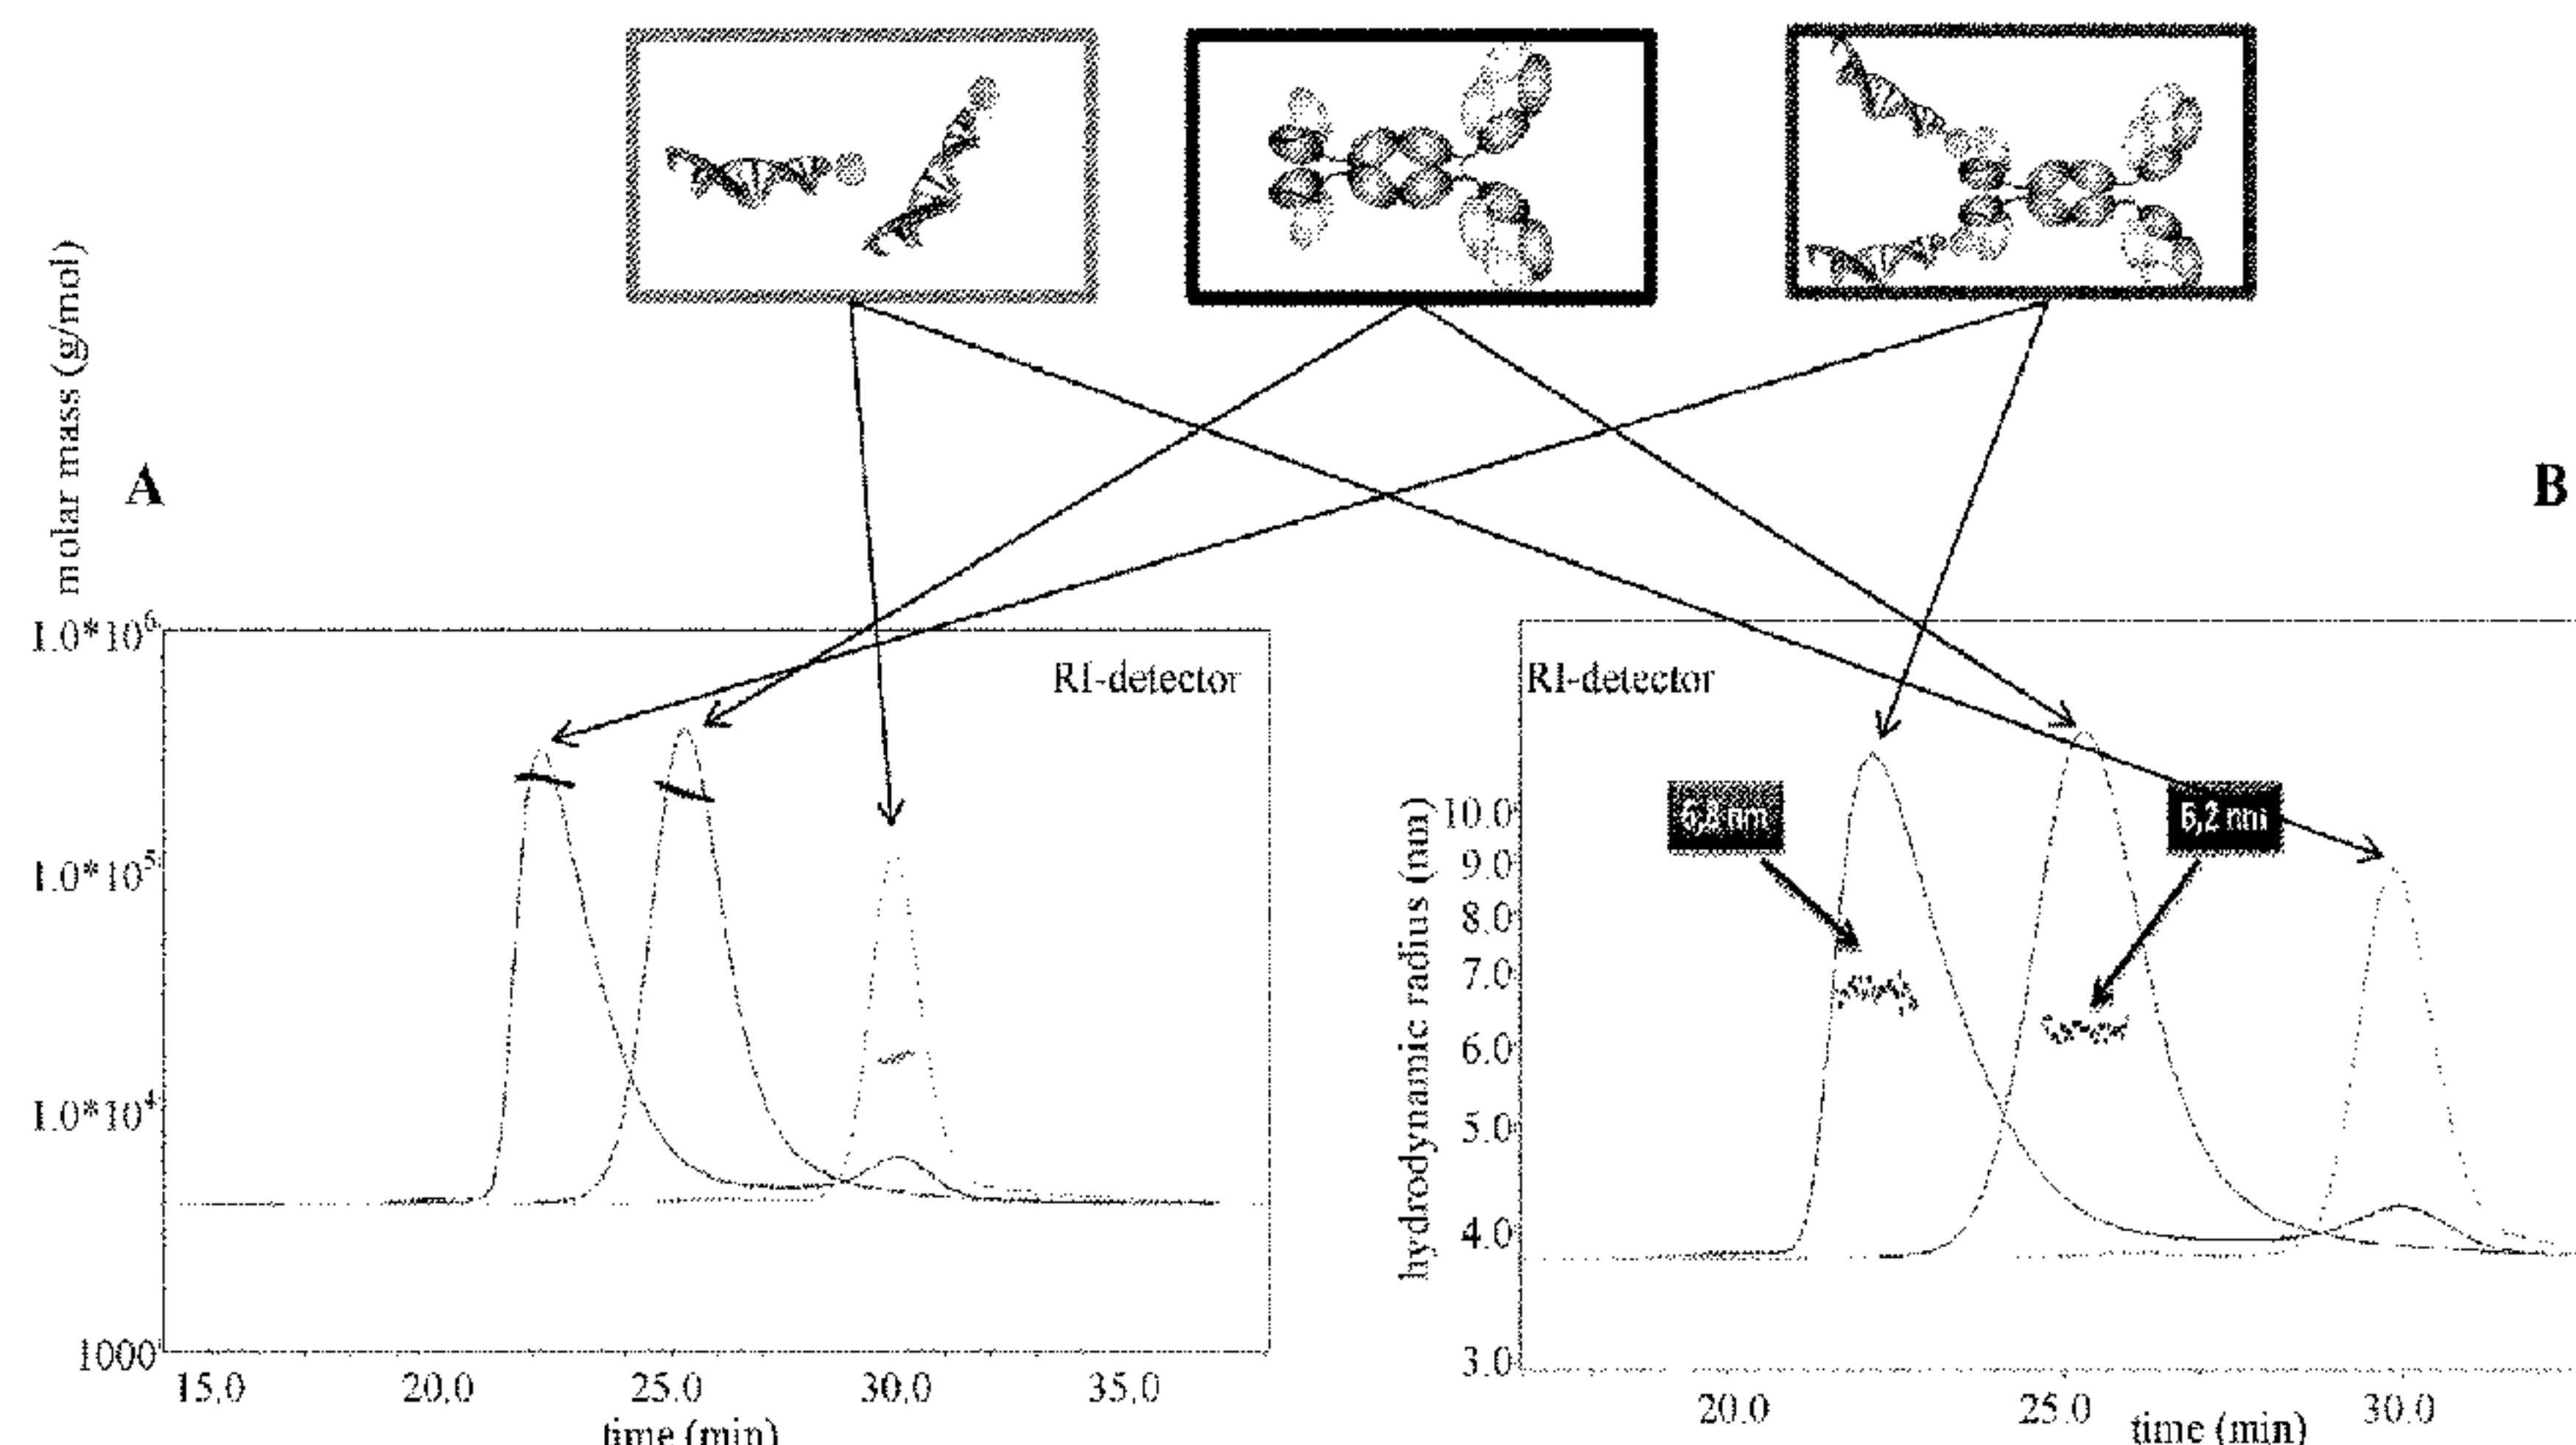 molar mass (g/mol)
A
B
1.0*10⁶
RI-detector
1.0*10⁵
1.0*10⁴
1000
15,0 20,0 25.0 30,0 35,0
time (min)
RI-detector
6,8 nm
6,2 nm
hydrodynamic radius (nm)
10.0
9.0
8.0
7.0
6.0
5.0
4.0
3.0
20.0 25.0 30.0
time (min)